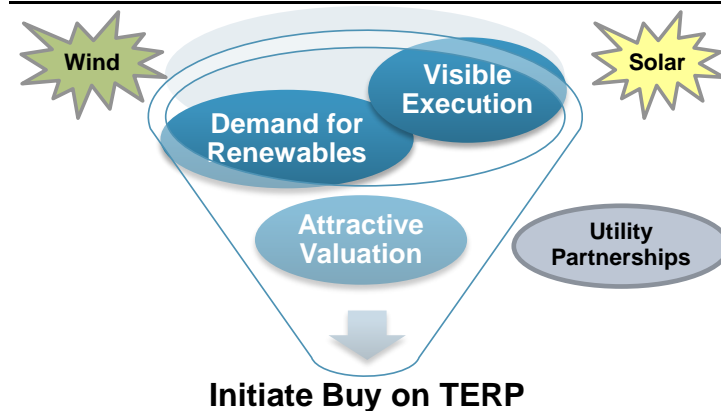 Wind
Visible
Execution
Solar
Demand for
Renewables
Attractive
Valuation
Utility
Partnerships
Initiate Buy on TERP